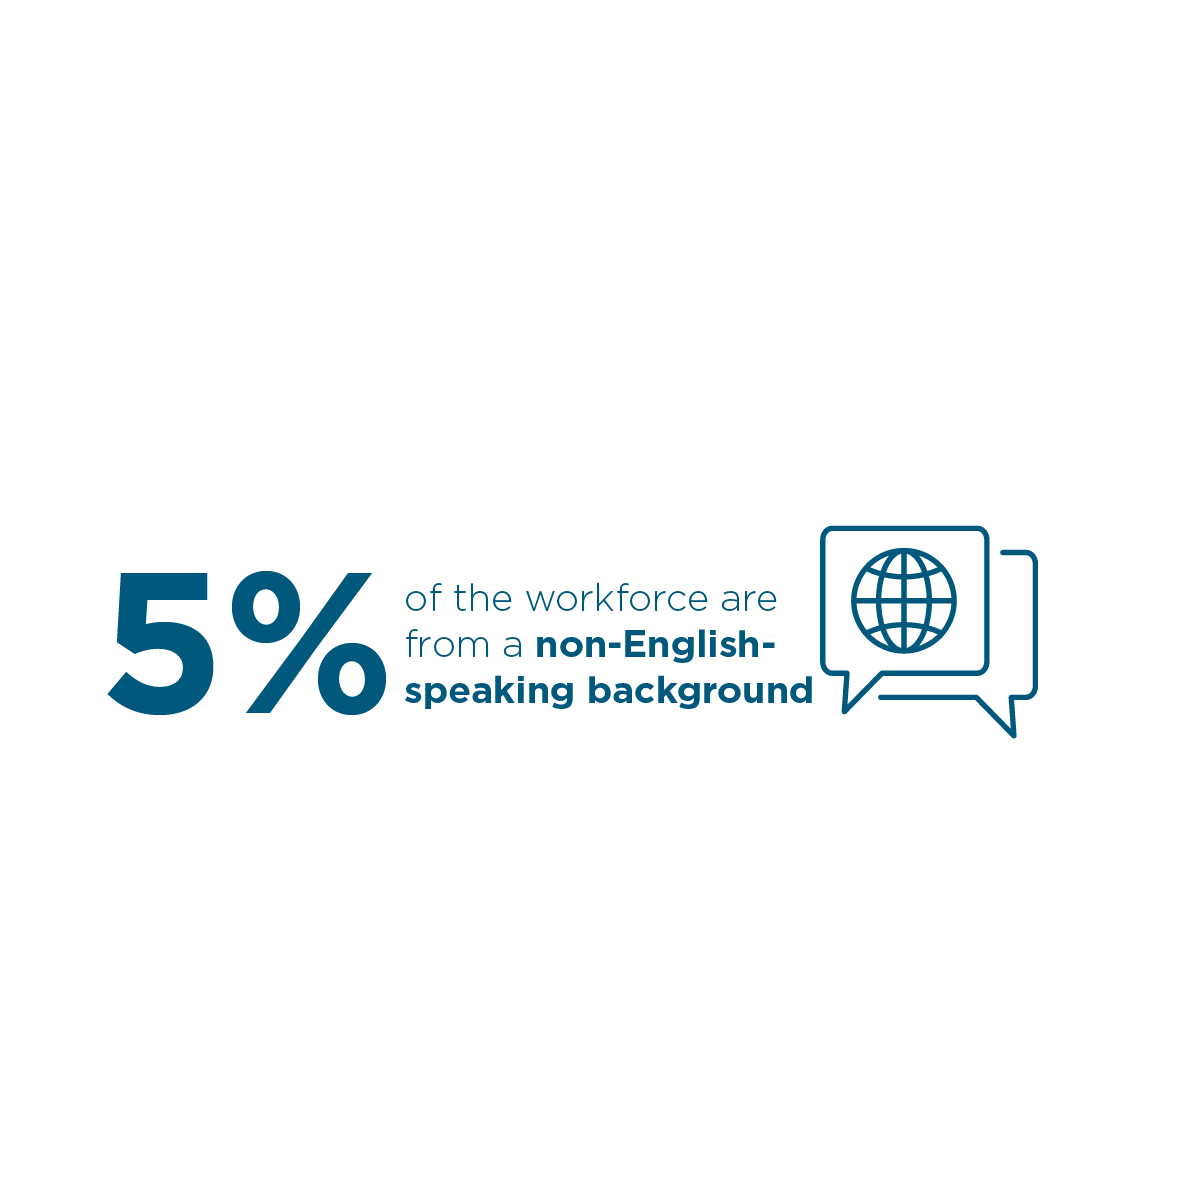 5%
of the workforce are
from a non-English-
speaking background